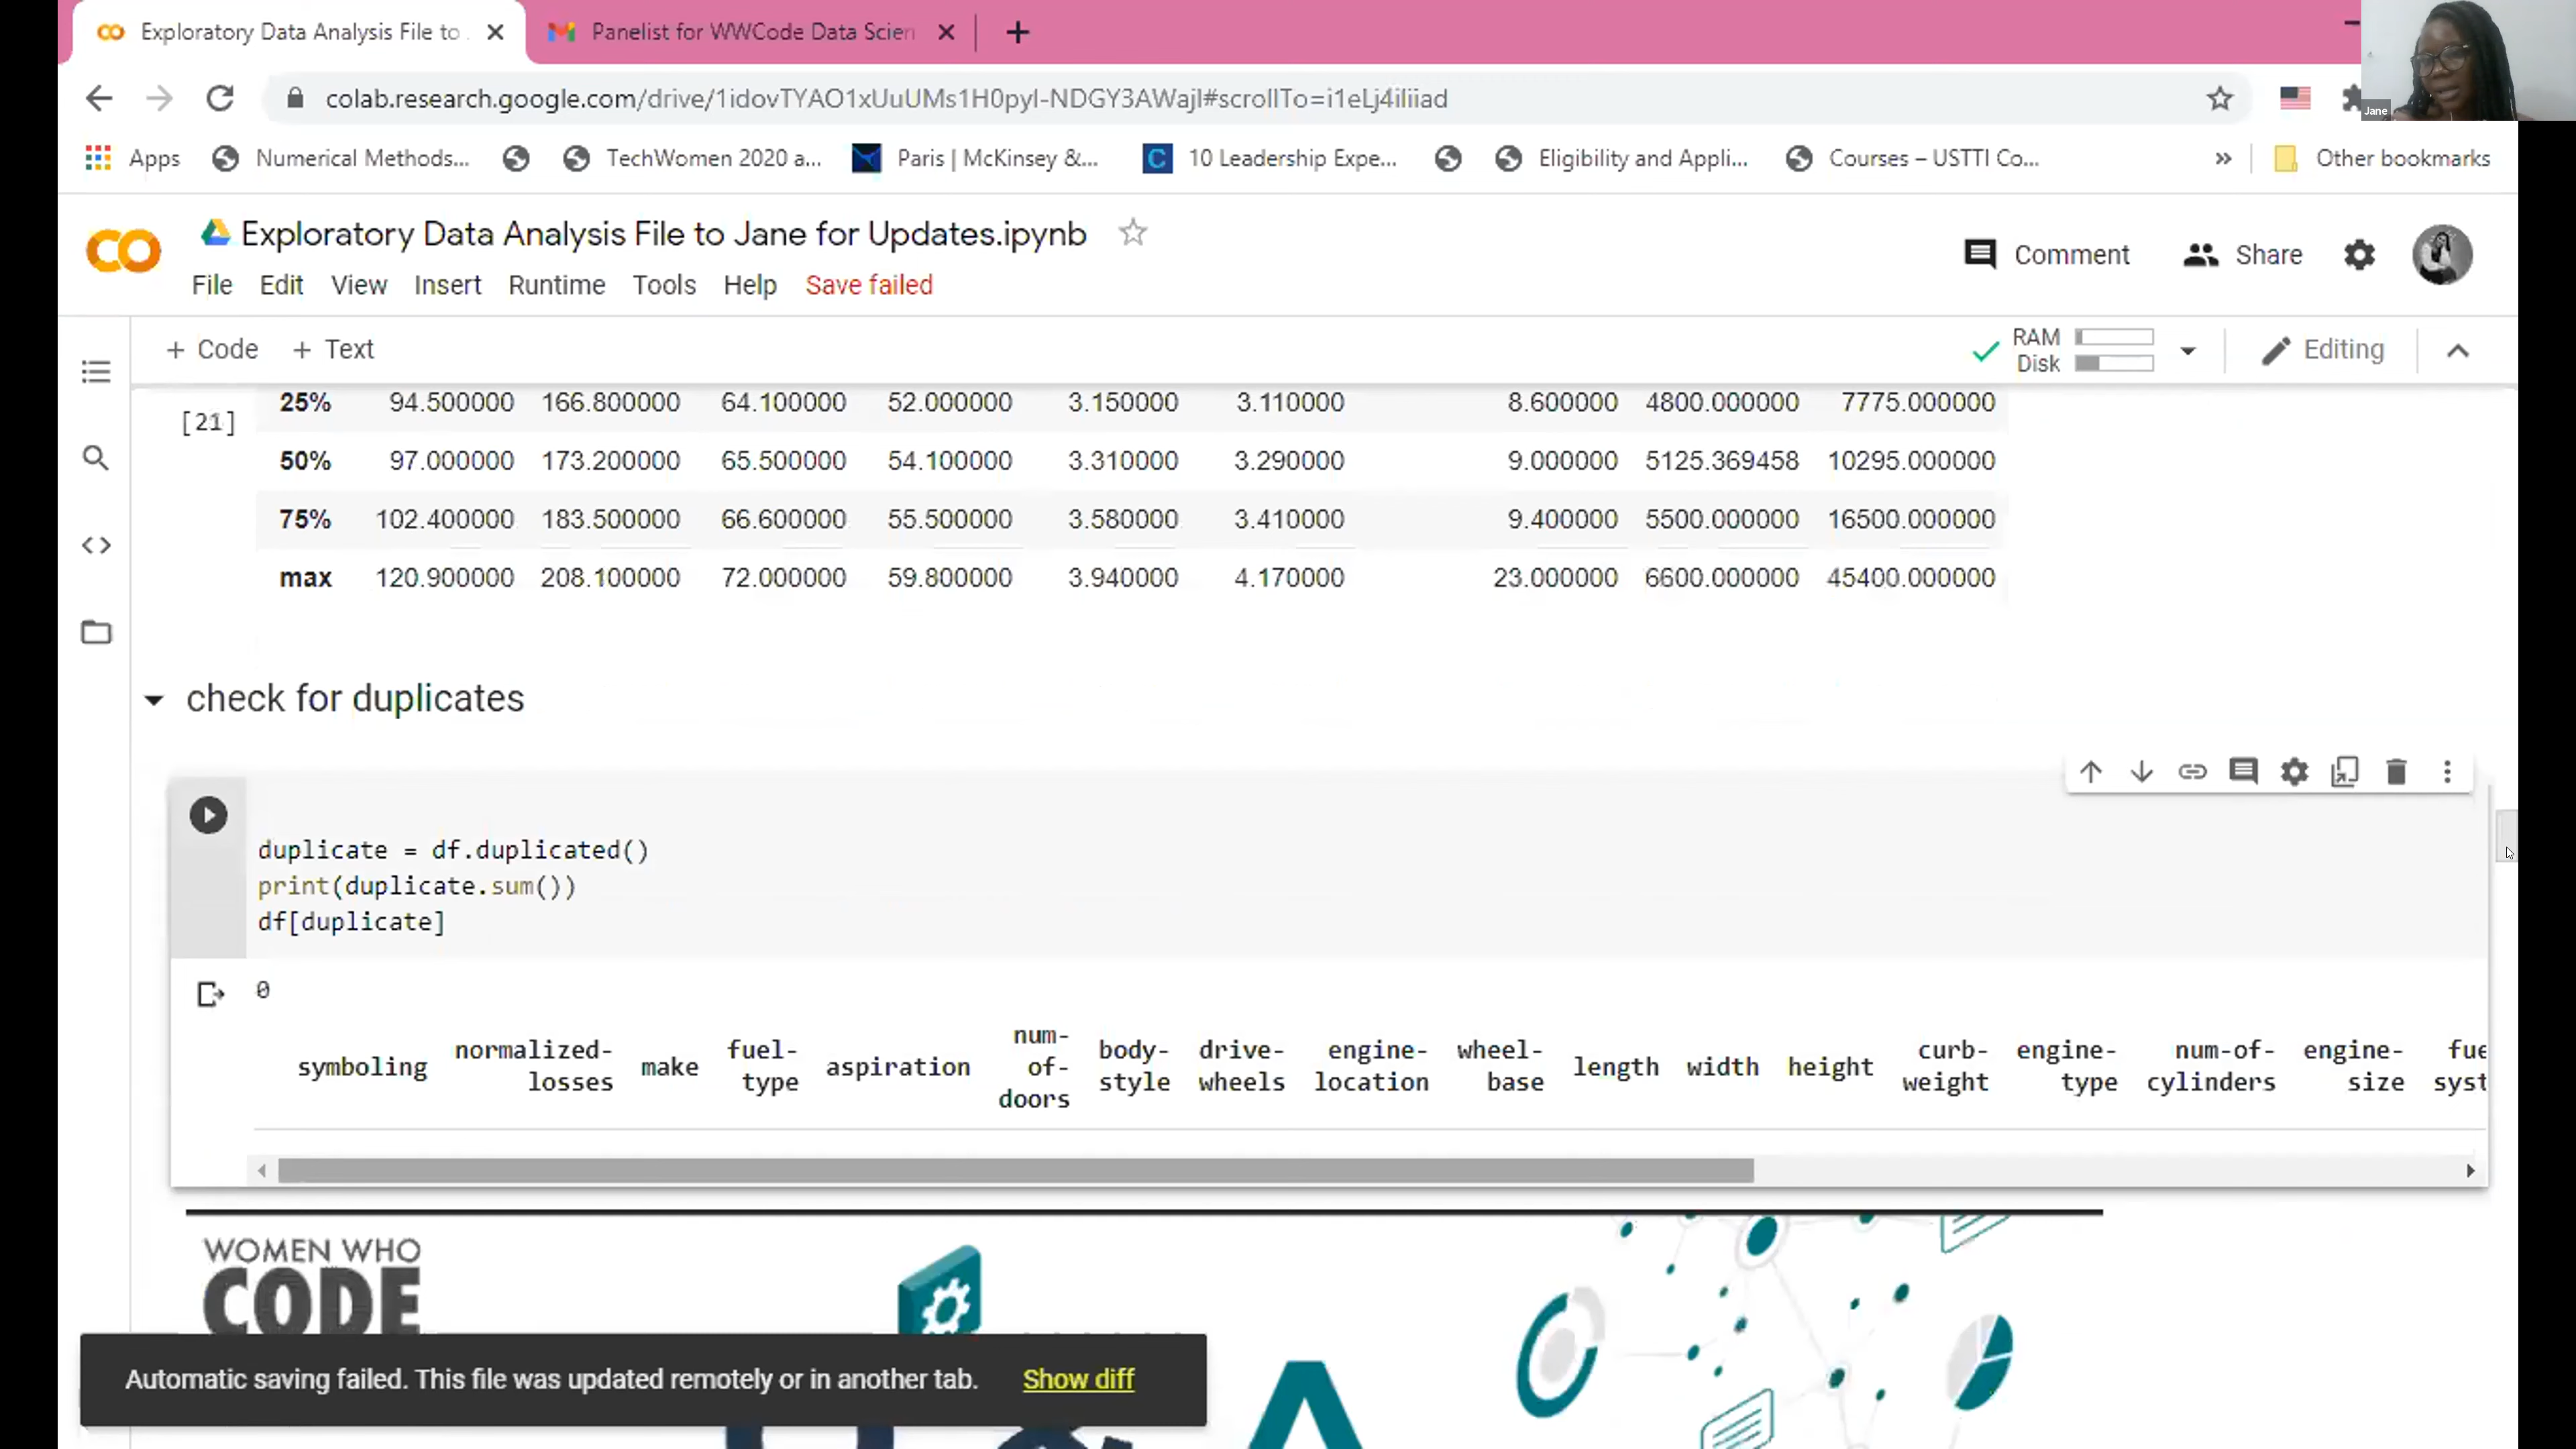 Exploratory Data Analysis File to
Panelist for WWCode Data Scien
Jane
colab.research.google.com/drive/1idovTYAO1xUuUMs1H0pyI-NDGY3AWajI#scrollTo=i1eLj4iIiiad
Apps
Numerical Methods...
TechWomen 2020 a...
Paris | McKinsey &...
10 Leadership Expe...
Eligibility and Appli...
Courses – USTTI Co...
Other bookmarks
Exploratory Data Analysis File to Jane for Updates.ipynb
Comment
Share
File Edit View Insert Runtime Tools Help Save failed
+ Code + Text
RAM
Disk
Editing
[21]
25% 94.500000 166.800000 64.100000 52.000000 3.150000 3.110000 8.600000 4800.000000 7775.000000
50% 97.000000 173.200000 65.500000 54.100000 3.310000 3.290000 9.000000 5125.369458 10295.000000
75% 102.400000 183.500000 66.600000 55.500000 3.580000 3.410000 9.400000 5500.000000 16500.000000
max 120.900000 208.100000 72.000000 59.800000 3.940000 4.170000 23.000000 6600.000000 45400.000000
check for duplicates
duplicate = df.duplicated()
print(duplicate.sum())
df[duplicate]
0
symboling normalized-losses make fuel-type aspiration num-of-doors body-style drive-wheels engine-location wheel-base length width height curb-weight engine-type num-of-cylinders engine-size fue syst
WOMEN WHO
CODE
Automatic saving failed. This file was updated remotely or in another tab. Show diff